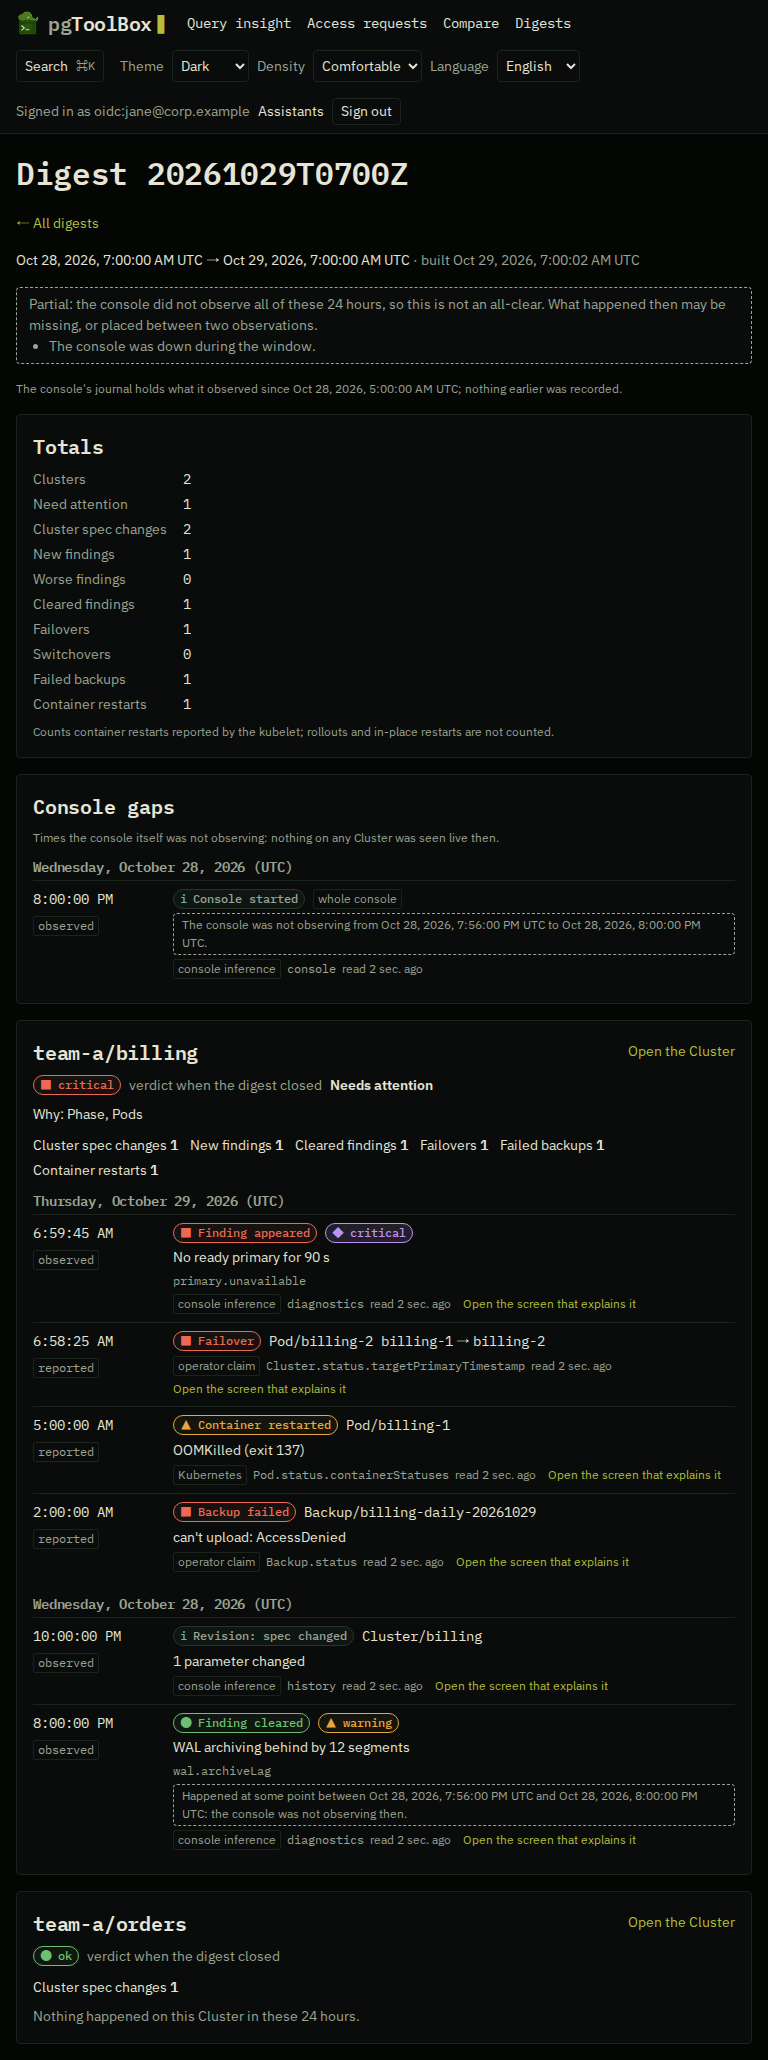 pgToolBox Query insight Access requests Compare Digests
Search ⌘K Theme Dark Density Comfortable Language English
Signed in as oidc:jane@corp.example Assistants Sign out
Digest 20261029T0700Z
← All digests
Oct 28, 2026, 7:00:00 AM UTC → Oct 29, 2026, 7:00:00 AM UTC · built Oct 29, 2026, 7:00:02 AM UTC
Partial: the console did not observe all of these 24 hours, so this is not an all-clear. What happened then may be
missing, or placed between two observations.
• The console was down during the window.
The console's journal holds what it observed since Oct 28, 2026, 5:00:00 AM UTC; nothing earlier was recorded.
Totals
Clusters 2
Need attention 1
Cluster spec changes 2
New findings 1
Worse findings 0
Cleared findings 1
Failovers 1
Switchovers 0
Failed backups 1
Container restarts 1
Counts container restarts reported by the kubelet; rollouts and in-place restarts are not counted.
Console gaps
Times the console itself was not observing: nothing on any Cluster was seen live then.
Wednesday, October 28, 2026 (UTC)
8:00:00 PM i Console started whole console
observed
The console was not observing from Oct 28, 2026, 7:56:00 PM UTC to Oct 28, 2026, 8:00:00 PM
UTC.
console inference console read 2 sec. ago
team-a/billing Open the Cluster
critical verdict when the digest closed Needs attention
Why: Phase, Pods
Cluster spec changes 1 New findings 1 Cleared findings 1 Failovers 1 Failed backups 1
Container restarts 1
Thursday, October 29, 2026 (UTC)
6:59:45 AM Finding appeared critical
observed No ready primary for 90 s
primary.unavailable
console inference diagnostics read 2 sec. ago Open the screen that explains it
6:58:25 AM Failover Pod/billing-2 billing-1 → billing-2
reported operator claim Cluster.status.targetPrimaryTimestamp read 2 sec. ago
Open the screen that explains it
5:00:00 AM Container restarted Pod/billing-1
reported OOMKilled (exit 137)
Kubernetes Pod.status.containerStatuses read 2 sec. ago Open the screen that explains it
2:00:00 AM Backup failed Backup/billing-daily-20261029
reported can't upload: AccessDenied
operator claim Backup.status read 2 sec. ago Open the screen that explains it
Wednesday, October 28, 2026 (UTC)
10:00:00 PM i Revision: spec changed Cluster/billing
observed 1 parameter changed
console inference history read 2 sec. ago Open the screen that explains it
8:00:00 PM Finding cleared warning
observed WAL archiving behind by 12 segments
wal.archiveLag
Happened at some point between Oct 28, 2026, 7:56:00 PM UTC and Oct 28, 2026, 8:00:00 PM
UTC: the console was not observing then.
console inference diagnostics read 2 sec. ago Open the screen that explains it
team-a/orders Open the Cluster
ok verdict when the digest closed
Cluster spec changes 1
Nothing happened on this Cluster in these 24 hours.